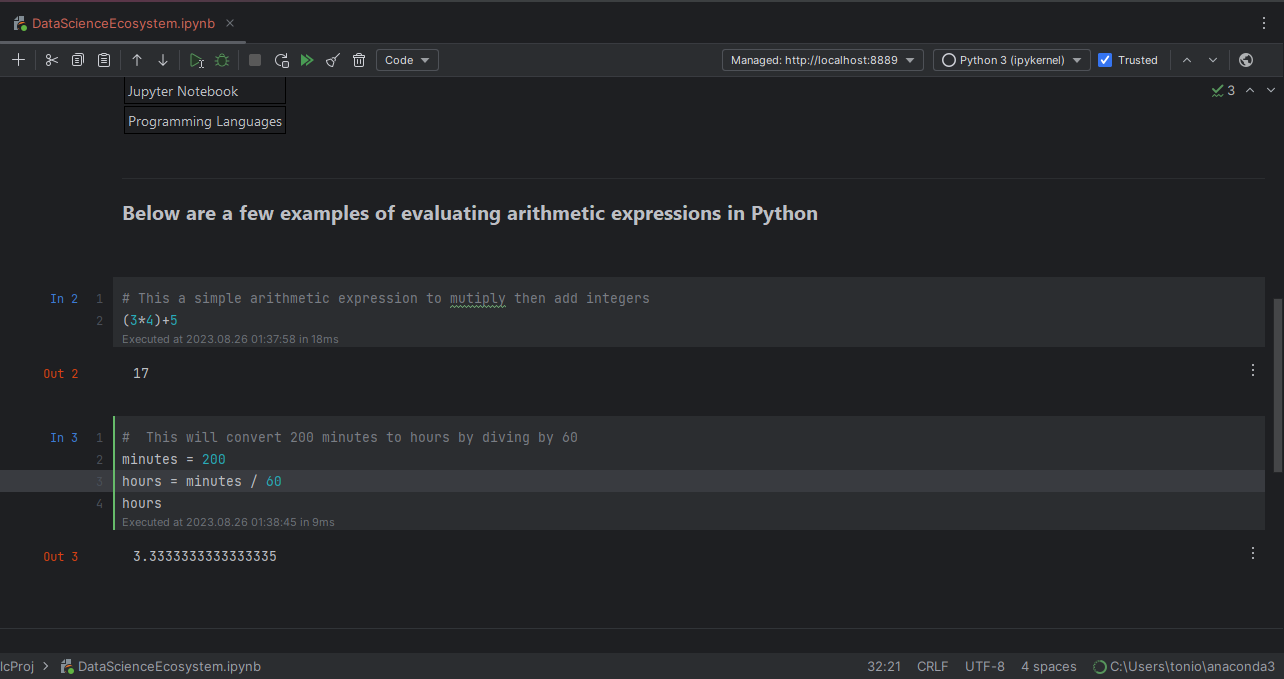 DataScienceEcosystem.ipynb
Code
Managed: http://localhost:8889
Python 3 (ipykernel)
Trusted
Jupyter Notebook
3
Programming Languages
Below are a few examples of evaluating arithmetic expressions in Python
In 2
1 # This a simple arithmetic expression to mutiply then add integers
2 (3*4)+5
Executed at 2023.08.26 01:37:58 in 18ms
Out 2
17
In 3
1 #  This will convert 200 minutes to hours by diving by 60
2 minutes = 200
3 hours = minutes / 60
4 hours
Executed at 2023.08.26 01:38:45 in 9ms
Out 3
3.3333333333333335
lcProj > DataScienceEcosystem.ipynb
32:21 CRLF UTF-8 4 spaces C:\Users\tonio\anaconda3